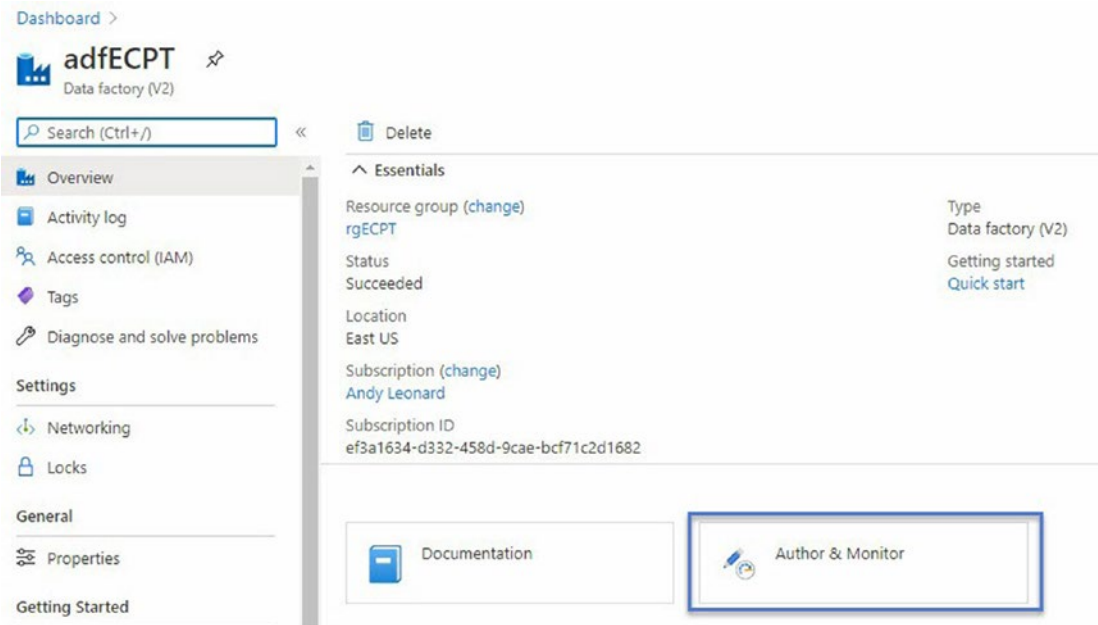 Dashboard >
adfECPT
Data factory (V2)
Search (Ctrl+/)
«
Overview
Activity log
Access control (IAM)
Tags
Diagnose and solve problems
Settings
Networking
Locks
General
Properties
Getting Started
Delete
Essentials
Resource group (change)
rgECPT
Status
Succeeded
Location
East US
Subscription (change)
Andy Leonard
Subscription ID
ef3a1634-d332-458d-9cae-bcf71c2d1682
Type
Data factory (V2)
Getting started
Quick start
Documentation
Author & Monitor